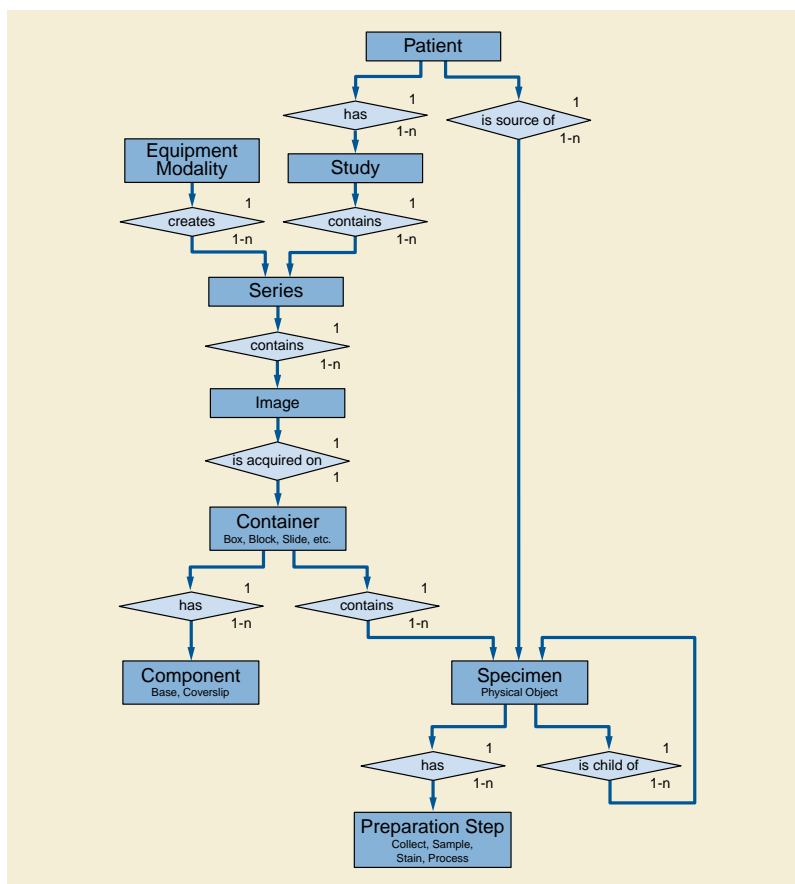 Patient
1
has
1-n
1
is source of
1-n
Equipment
Modality
Study
1
creates
1-n
1
contains
1-n
Series
1
contains
1-n
Image
1
is acquired on
1
Container
Box, Block, Slide, etc.
1
has
1-n
1
contains
1-n
Component
Base, Coverslip
Specimen
Physical Object
1
has
1-n
1
is child of
1-n
Preparation Step
Collect, Sample,
Stain, Process